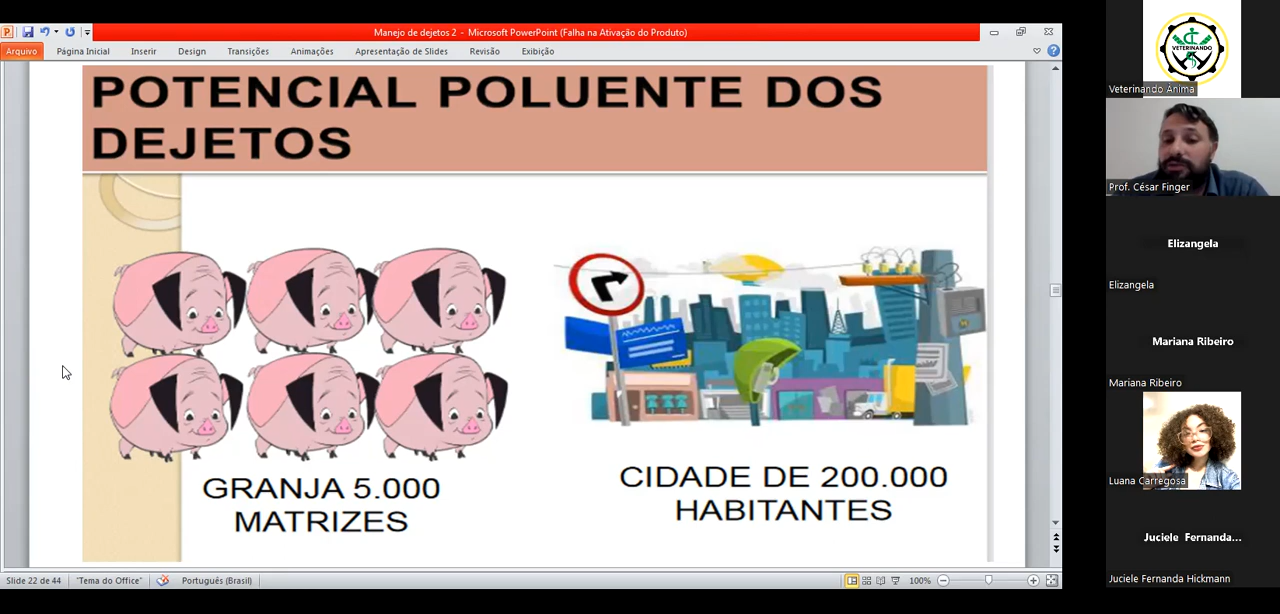 Manejo de dejetos 2 - Microsoft PowerPoint (Falha na Ativação do Produto)
Arquivo Página Inicial Inserir Design Transições Animações Apresentação de Slides Revisão Exibição
POTENCIAL POLUENTE DOS
DEJETOS
GRANJA 5.000
MATRIZES
CIDADE DE 200.000
HABITANTES
Slide 22 de 44 "Tema do Office" Português (Brasil) 100%
VETERINANDO
Veterinando Anima
Prof. César Finger
Elizangela
Elizangela
Mariana Ribeiro
Mariana Ribeiro
Luana Carregosa
Juciele Fernanda...
Juciele Fernanda Hickmann